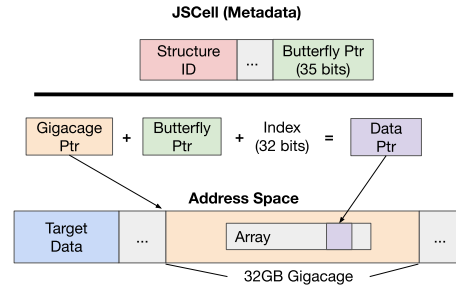 JSCell (Metadata)
Structure
ID
...
Butterfly Ptr
(35 bits)
Gigacage
Ptr
+
Butterfly
Ptr
+
Index
(32 bits)
=
Data
Ptr
Address Space
Target
Data
...
Array
...
32GB Gigacage